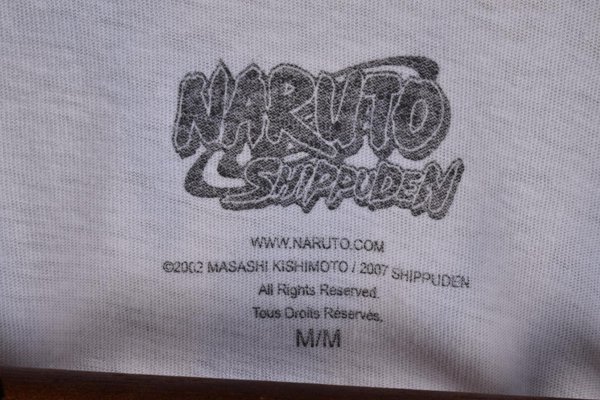 NARUTO
SHIPPUDEN
WWW.NARUTO.COM
©2002 MASASHI KISHIMOTO / 2007 SHIPPUDEN
All Rights Reserved.
Tous Droits Réservés.
M/M